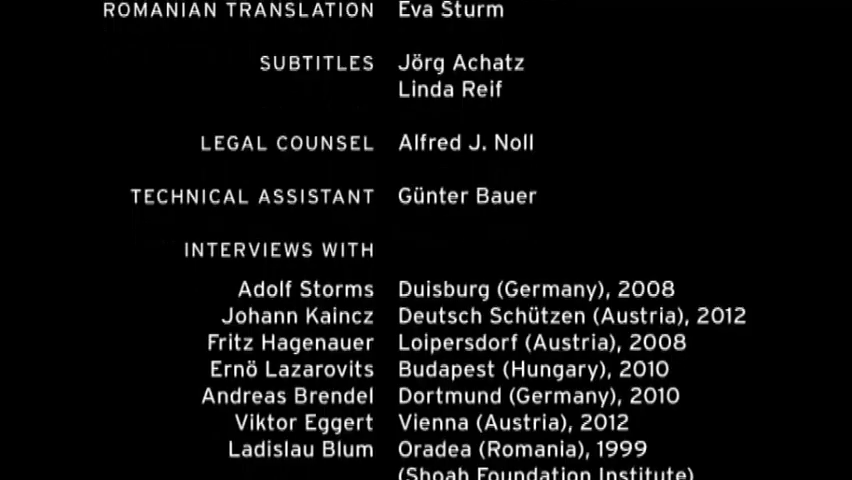 ROMANIAN TRANSLATION Eva Sturm
SUBTITLES Jörg Achatz
Linda Reif
LEGAL COUNSEL Alfred J. Noll
TECHNICAL ASSISTANT Günter Bauer
INTERVIEWS WITH
Adolf Storms Duisburg (Germany), 2008
Johann Kaincz Deutsch Schützen (Austria), 2012
Fritz Hagenauer Loipersdorf (Austria), 2008
Ernö Lazarovits Budapest (Hungary), 2010
Andreas Brendel Dortmund (Germany), 2010
Viktor Eggert Vienna (Austria), 2012
Ladislau Blum Oradea (Romania), 1999
(Shoah Foundation Institute)